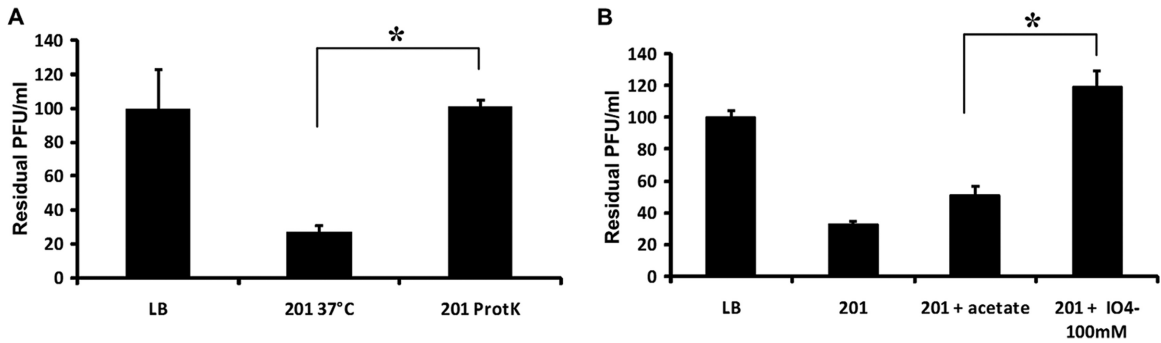 A
Residual PFU/ml
140
120
100
80
60
40
20
0
*
LB
201 37°C
201 ProtK
B
Residual PFU/ml
140
120
100
80
60
40
20
0
*
LB
201
201 + acetate
201 + IO4-
100mM